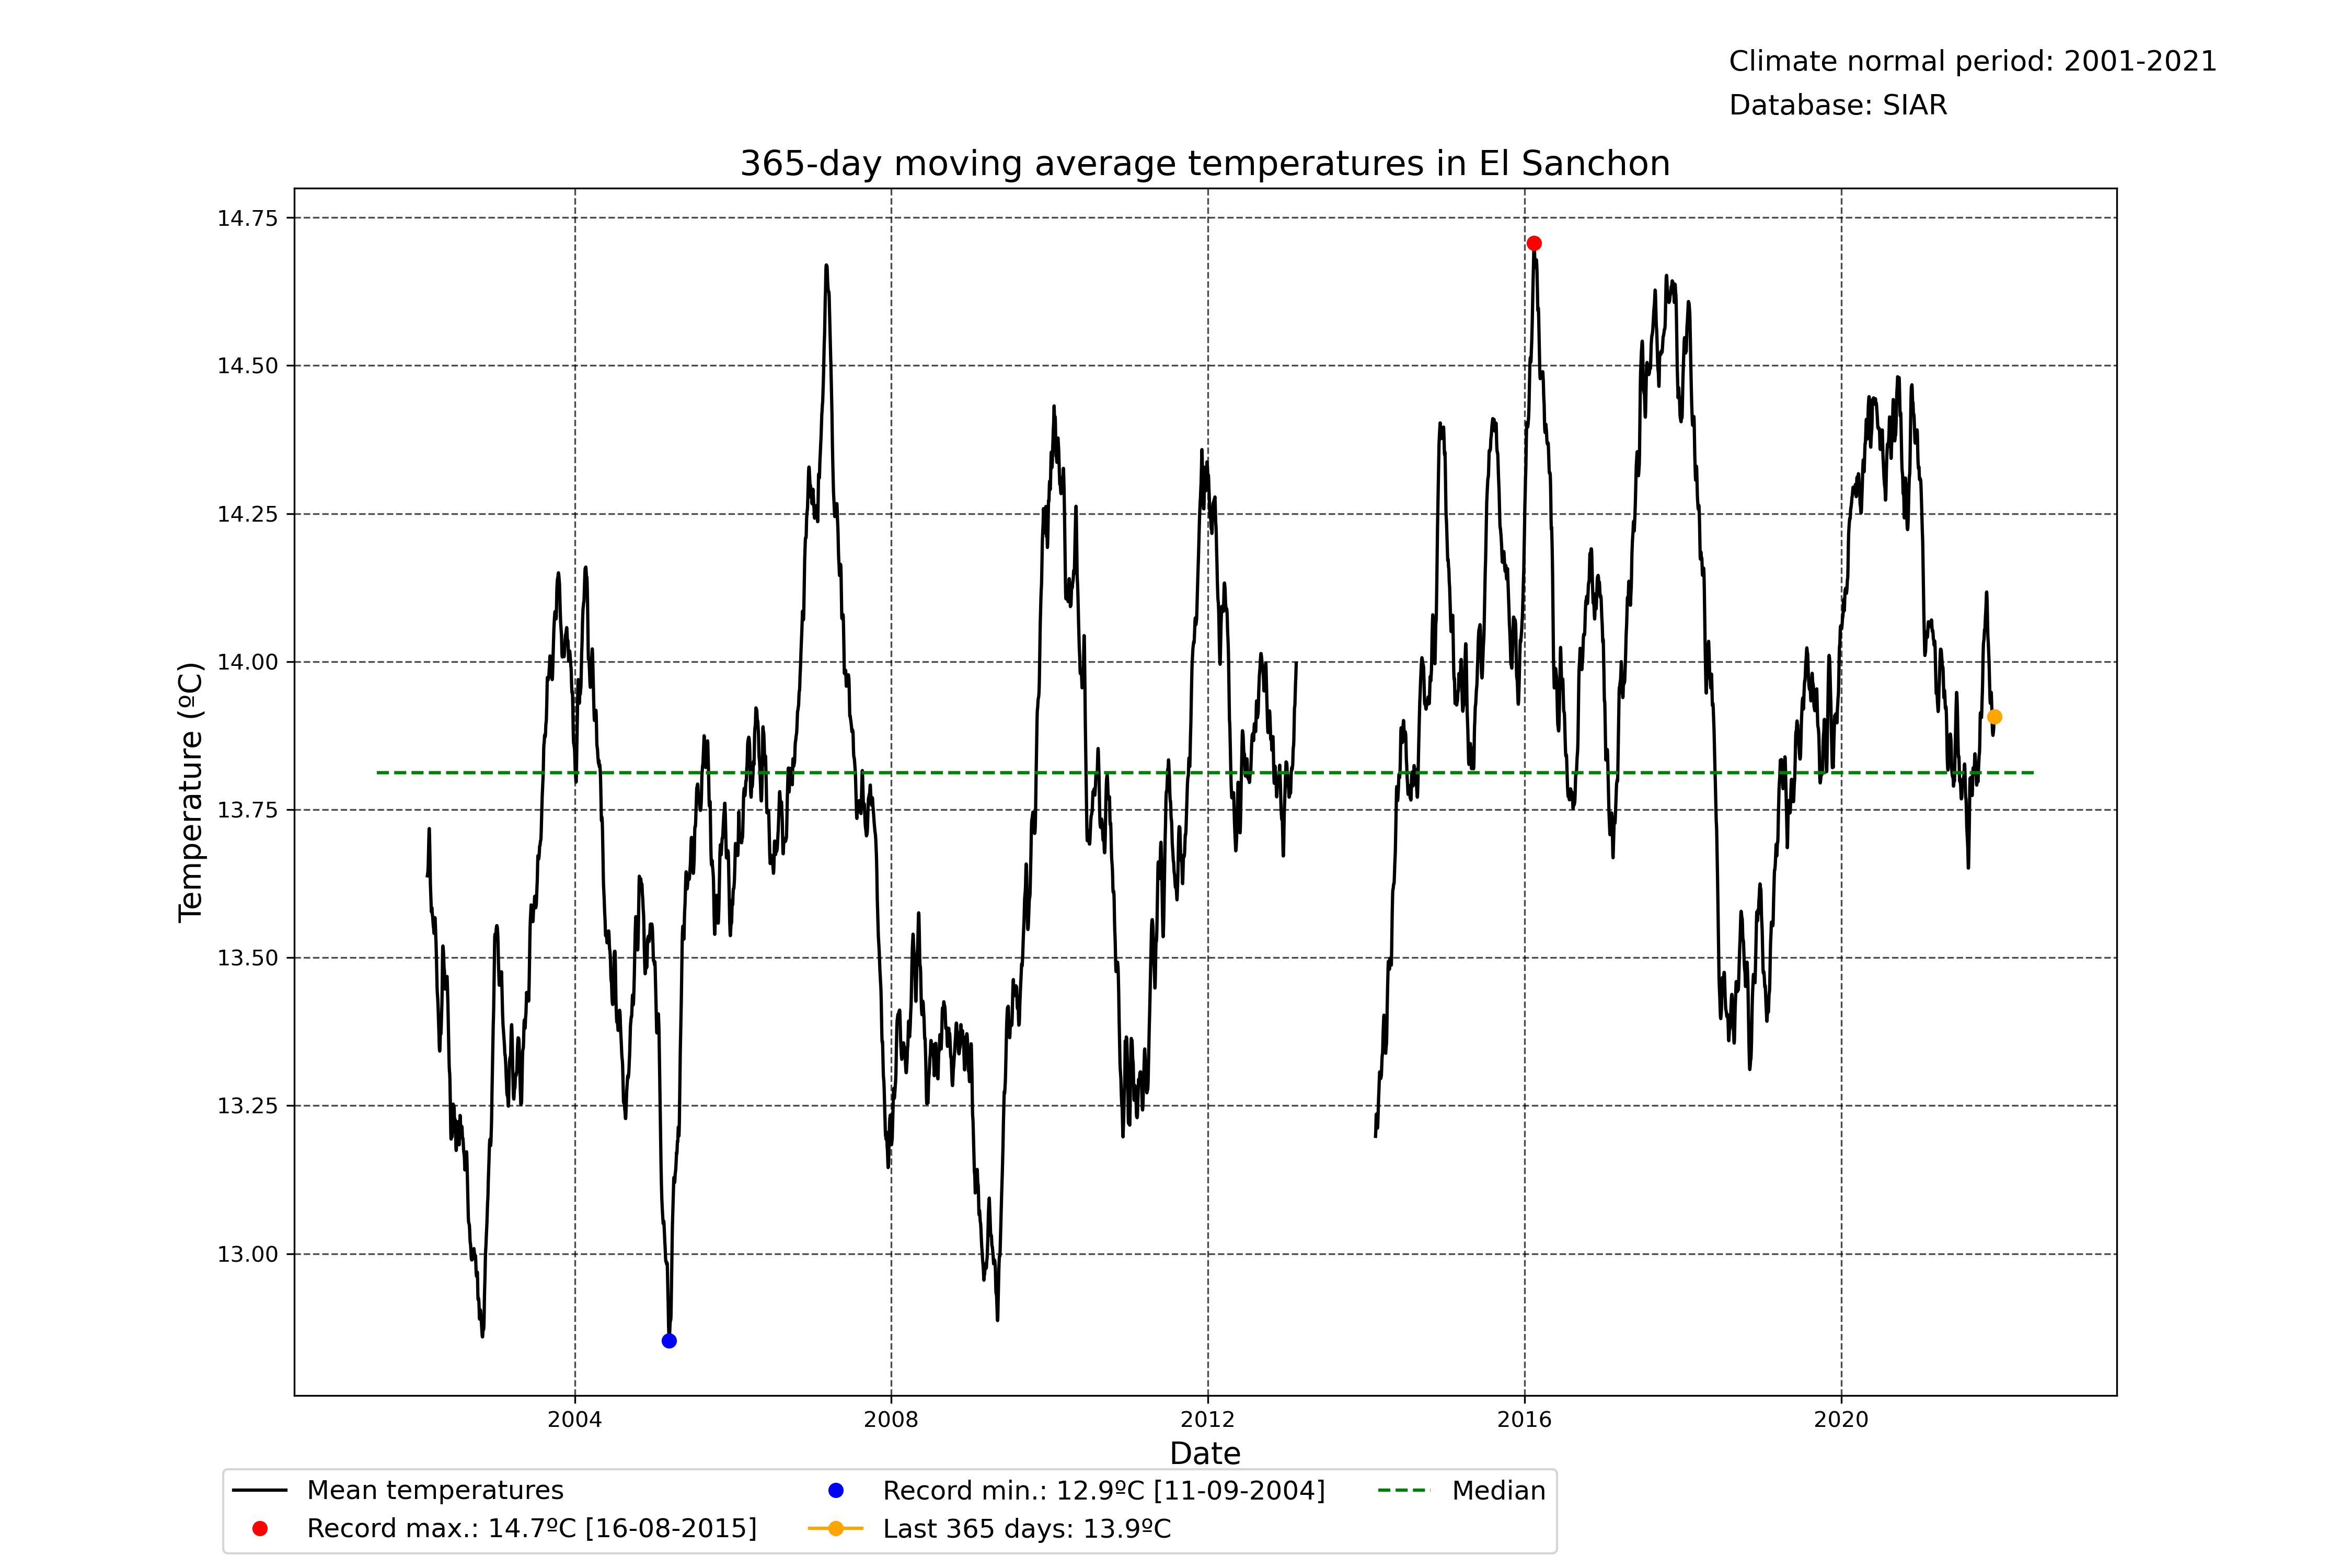 Climate normal period: 2001-2021
Database: SIAR
365-day moving average temperatures in El Sanchon
14.75
14.50
14.25
14.00
13.75
13.50
13.25
13.00
Temperature (ºC)
2004 2008 2012 2016 2020
Date
Mean temperatures
Record max.: 14.7ºC [16-08-2015]
Record min.: 12.9ºC [11-09-2004]
Last 365 days: 13.9ºC
Median